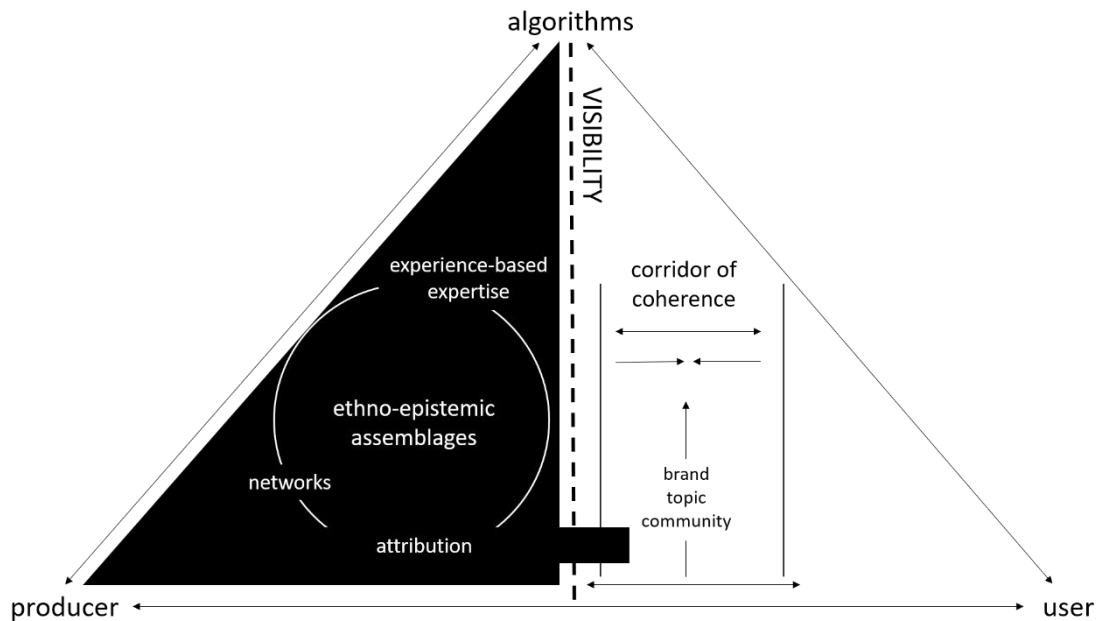 algorithms
VISIBILITY
experience-based
expertise
corridor of
coherence
ethno-epistemic
assemblages
networks
brand
topic
community
attribution
producer
user